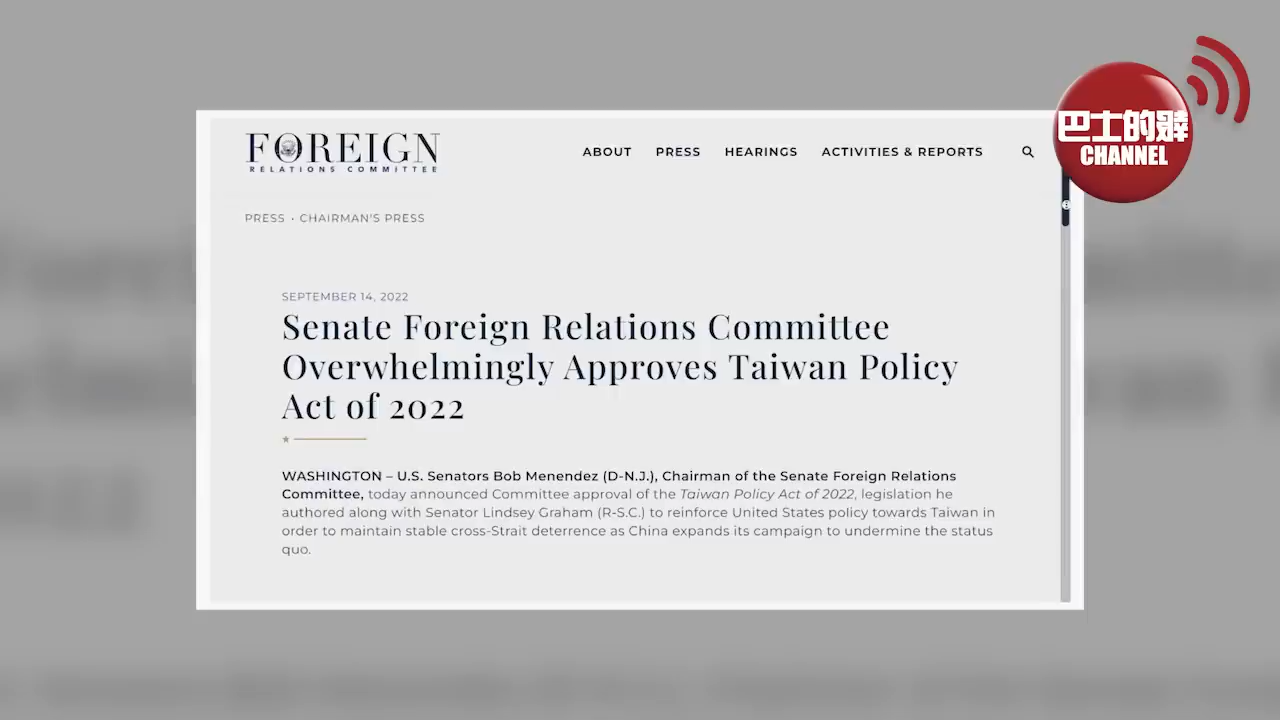 巴士的報
CHANNEL
FOREIGN
RELATIONS COMMITTEE
ABOUT PRESS HEARINGS ACTIVITIES & REPORTS
PRESS • CHAIRMAN'S PRESS
SEPTEMBER 14, 2022
Senate Foreign Relations Committee
Overwhelmingly Approves Taiwan Policy
Act of 2022
WASHINGTON – U.S. Senators Bob Menendez (D-N.J.), Chairman of the Senate Foreign Relations
Committee, today announced Committee approval of the Taiwan Policy Act of 2022, legislation he
authored along with Senator Lindsey Graham (R-S.C.) to reinforce United States policy towards Taiwan in
order to maintain stable cross-Strait deterrence as China expands its campaign to undermine the status
quo.